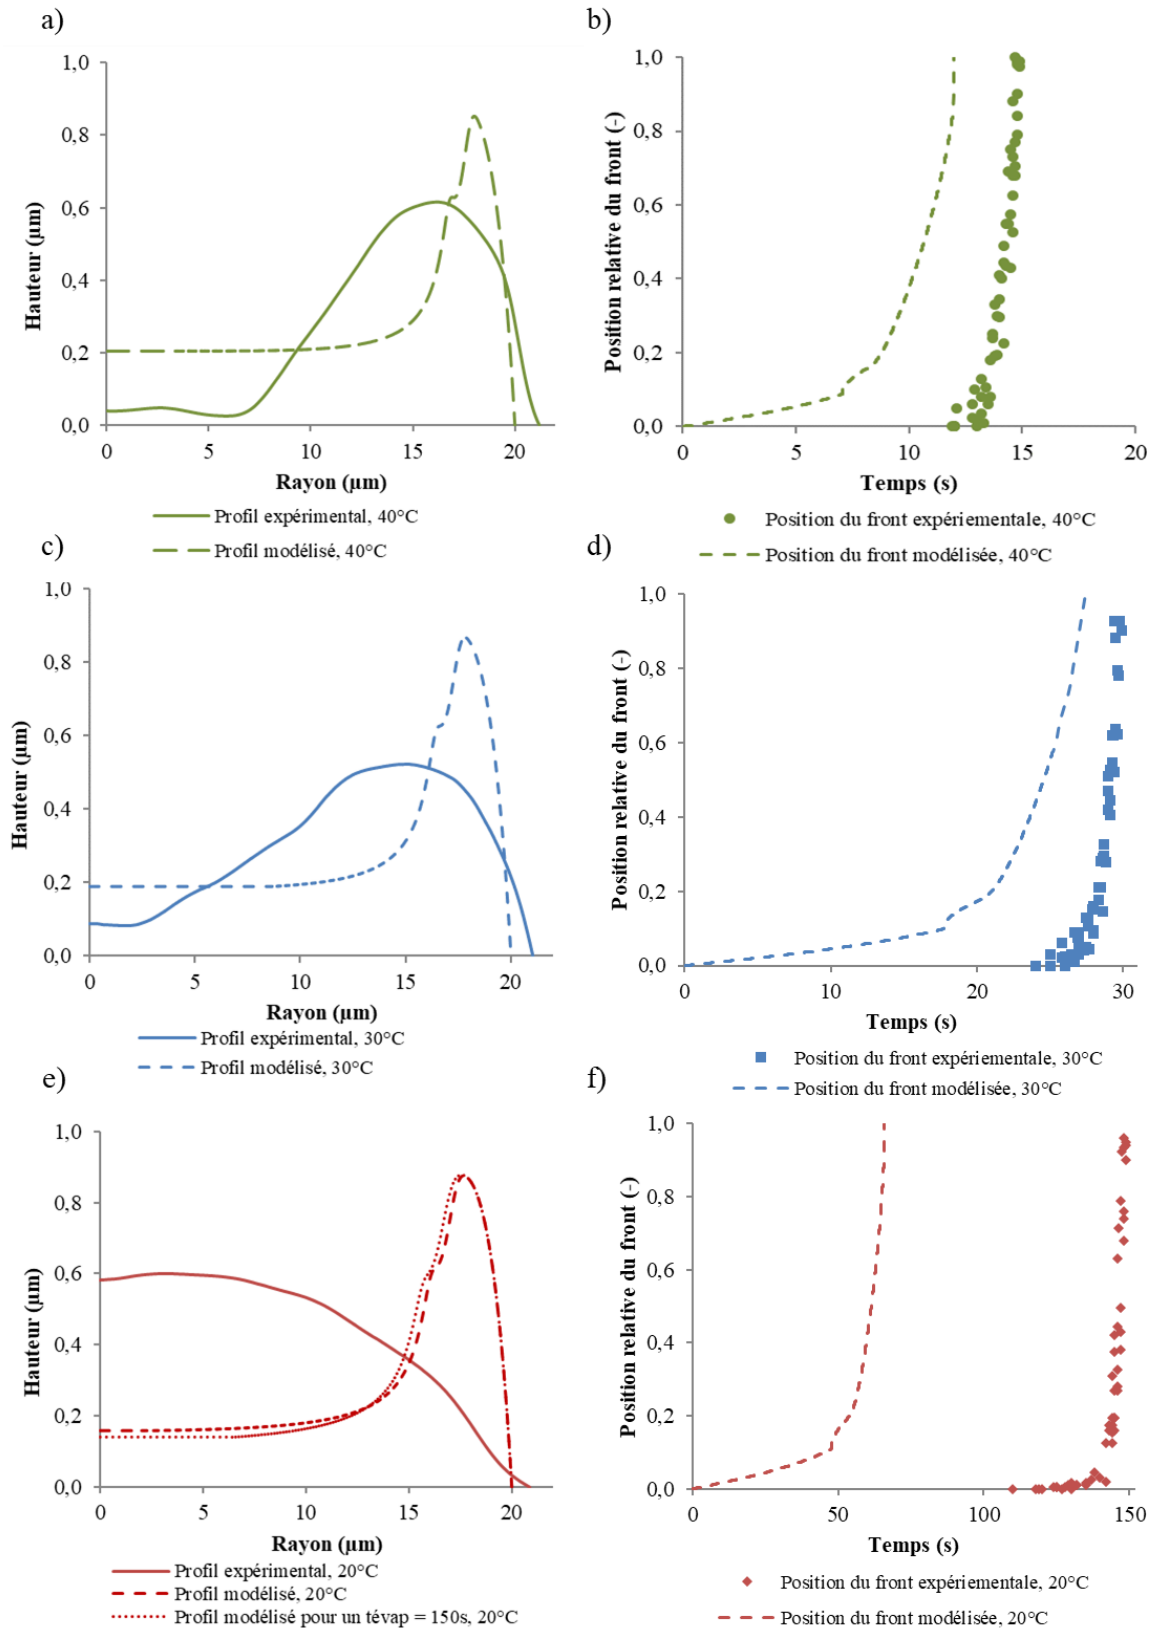 a)
b)
1,0
0,8
0,6
0,4
0,2
0,0
Hauteur (µm)
0 5 10 15 20
Rayon (µm)
Profil expérimental, 40°C
Profil modélisé, 40°C
1,0
0,8
0,6
0,4
0,2
0,0
Position relative du front (-)
0 5 10 15 20
Temps (s)
Position du front expériementale, 40°C
Position du front modélisée, 40°C
c)
d)
1,0
0,8
0,6
0,4
0,2
0,0
Hauteur (µm)
0 5 10 15 20
Rayon (µm)
Profil expérimental, 30°C
Profil modélisé, 30°C
1,0
0,8
0,6
0,4
0,2
0,0
Position relative du front (-)
0 10 20 30
Temps (s)
Position du front expériementale, 30°C
Position du front modélisée, 30°C
e)
f)
1,0
0,8
0,6
0,4
0,2
0,0
Hauteur (µm)
0 5 10 15 20
Rayon (µm)
Profil expérimental, 20°C
Profil modélisé, 20°C
Profil modélisé pour un tévap = 150s, 20°C
1,0
0,8
0,6
0,4
0,2
0,0
Position relative du front (-)
0 50 100 150
Temps (s)
Position du front expériementale, 20°C
Position du front modélisée, 20°C